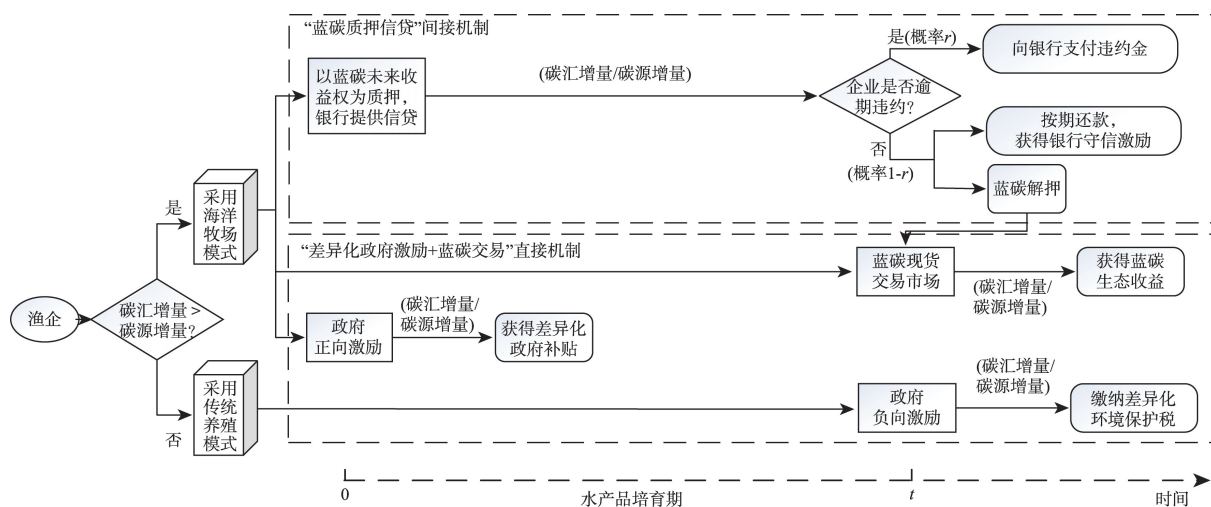 “蓝碳质押信贷”间接机制
是(概率r)
向银行支付违约金
以蓝碳未来收
益权为质押，
银行提供信贷
(碳汇增量/碳源增量)
企业是否逾
期违约?
按期还款，
获得银行守信激励
否
(概率1-r)
蓝碳解押
采用
海洋
牧场
模式
是
“差异化政府激励+蓝碳交易”直接机制
蓝碳现货
交易市场
(碳汇增量/
碳源增量)
获得蓝碳
生态收益
渔企
碳汇增量>
碳源增量?
政府
正向激励
(碳汇增量/
碳源增量)
获得差异化
政府补贴
否
采用
传统
养殖
模式
政府
负向激励
(碳汇增量/
碳源增量)
缴纳差异化
环境保护税
0
水产品培育期
t
时间